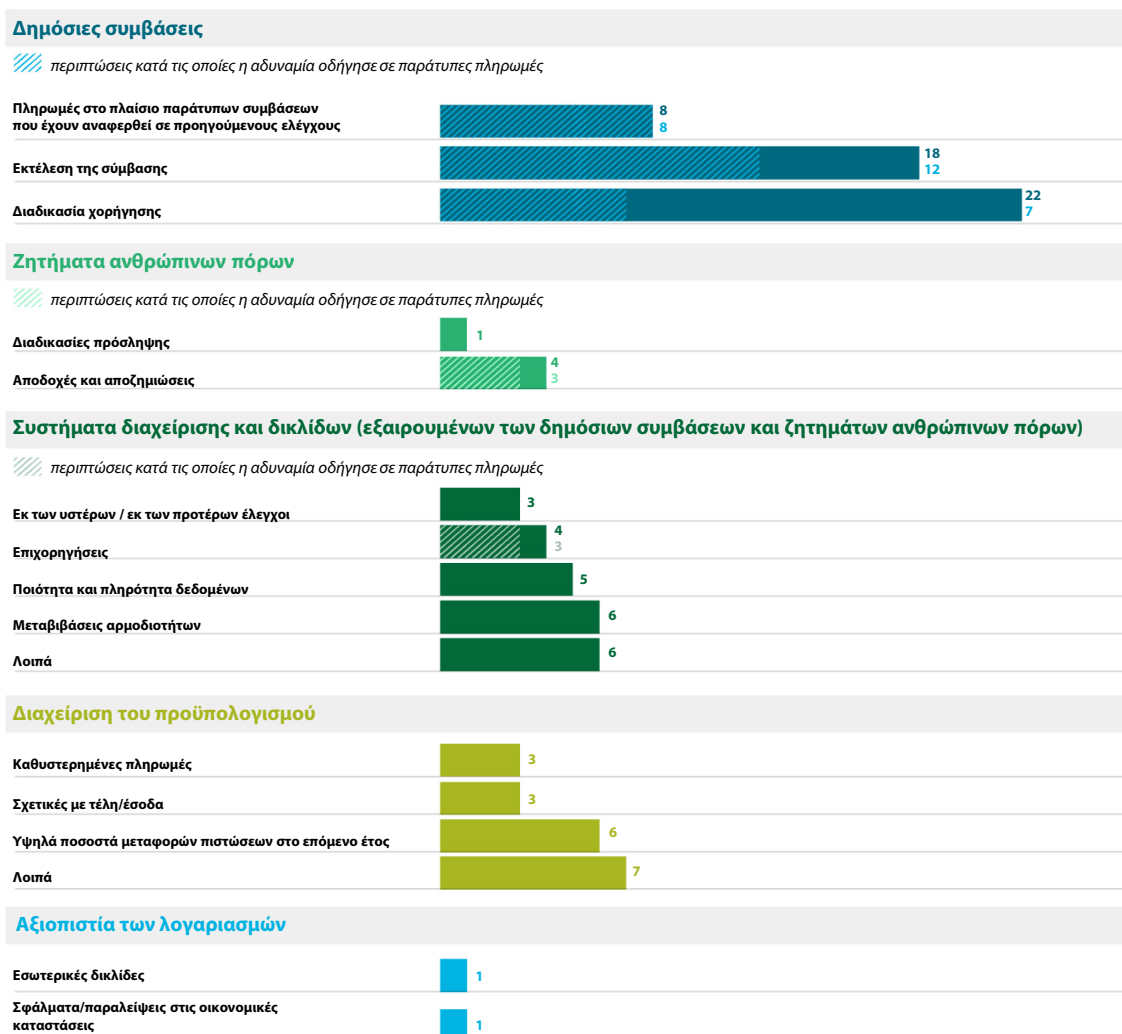 Δημόσιες συμβάσεις
περιπτώσεις κατά τις οποίες η αδυναμία οδήγησε σε παράτυπες πληρωμές
Πληρωμές στο πλαίσιο παράτυπων συμβάσεων
που έχουν αναφερθεί σε προηγούμενους ελέγχους
8
8
Εκτέλεση της σύμβασης
18
12
Διαδικασία χορήγησης
22
7
Ζητήματα ανθρώπινων πόρων
περιπτώσεις κατά τις οποίες η αδυναμία οδήγησε σε παράτυπες πληρωμές
Διαδικασίες πρόσληψης
1
Αποδοχές και αποζημιώσεις
4
3
Συστήματα διαχείρισης και δικλίδων (εξαιρουμένων των δημόσιων συμβάσεων και ζητημάτων ανθρώπινων πόρων)
περιπτώσεις κατά τις οποίες η αδυναμία οδήγησε σε παράτυπες πληρωμές
Εκ των υστέρων / εκ των προτέρων έλεγχοι
3
Επιχορηγήσεις
4
3
Ποιότητα και πληρότητα δεδομένων
5
Μεταβιβάσεις αρμοδιοτήτων
6
Λοιπά
6
Διαχείριση του προϋπολογισμού
Καθυστερημένες πληρωμές
3
Σχετικές με τέλη/έσοδα
3
Υψηλά ποσοστά μεταφορών πιστώσεων στο επόμενο έτος
6
Λοιπά
7
Αξιοπιστία των λογαριασμών
Εσωτερικές δικλίδες
1
Σφάλματα/παραλείψεις στις οικονομικές
καταστάσεις
1